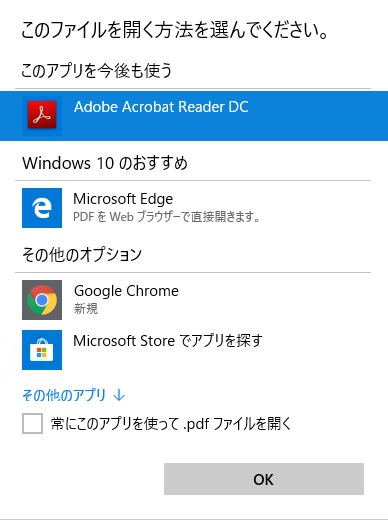 このファイルを開く方法を選んでください。
このアプリを今後も使う
Adobe Acrobat Reader DC
Windows 10 のおすすめ
Microsoft Edge
PDF を Web ブラウザーで直接開きます。
その他のオプション
Google Chrome
新規
Microsoft Store でアプリを探す
その他のアプリ ↓
常にこのアプリを使って .pdf ファイルを開く
OK